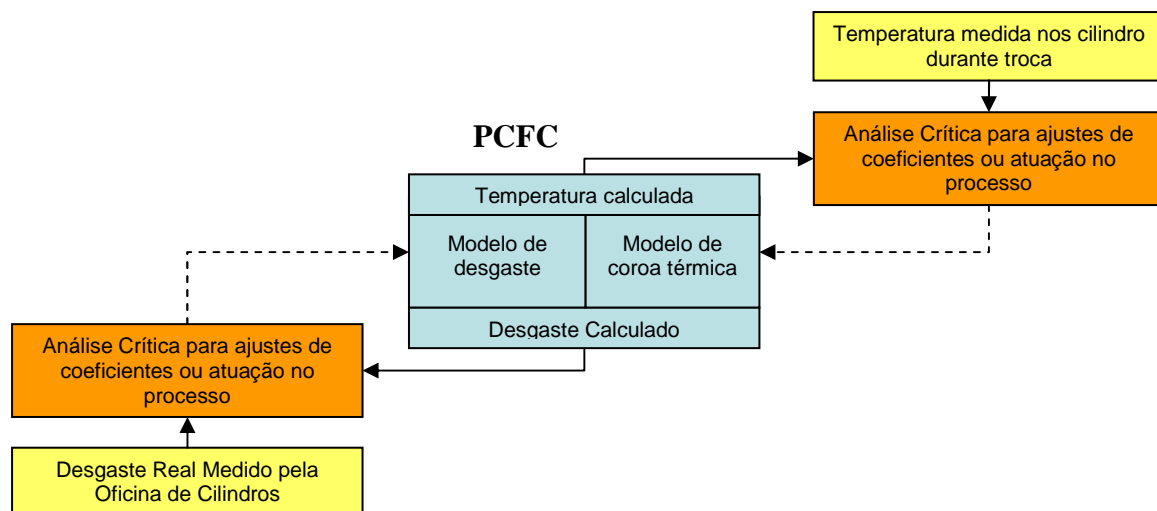 Temperatura medida nos cilindro
durante troca
Análise Crítica para ajustes de
coeficientes ou atuação no
processo
PCFC
Temperatura calculada
Modelo de
desgaste
Modelo de
coroa térmica
Desgaste Calculado
Análise Crítica para ajustes de
coeficientes ou atuação no
processo
Desgaste Real Medido pela
Oficina de Cilindros